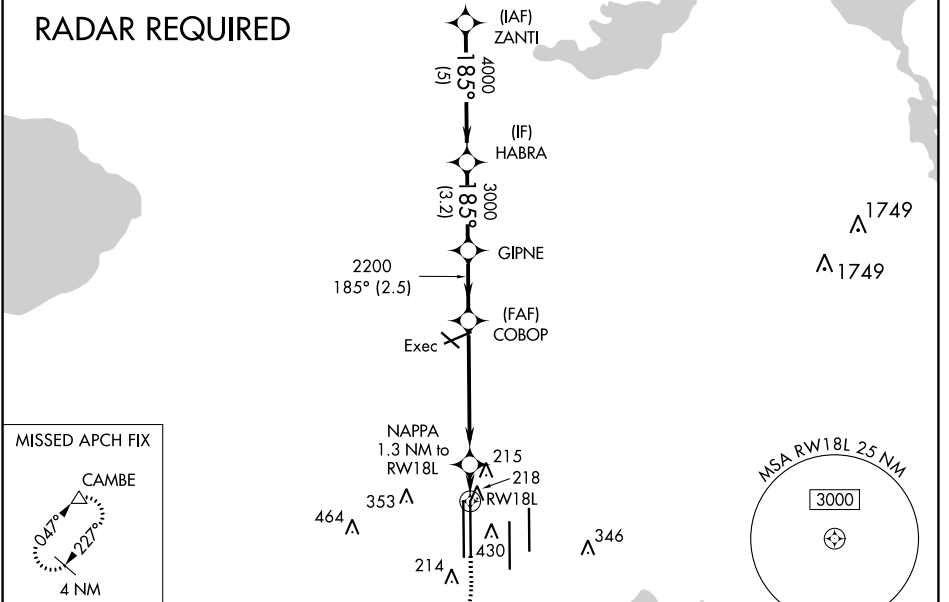 RADAR REQUIRED
(IAF)
ZANTI
4000
185°
(5)
(IF)
HABRA
3000
185°
(3.2)
GIPNE
2200
185° (2.5)
(FAF)
COBOP
Exec
1749
1749
NAPPA
1.3 NM to
RW18L
215
218
RW18L
353
464
430
346
214
MISSED APCH FIX
CAMBE
047°
227°
4 NM
MSA RW18L 25 NM
3000